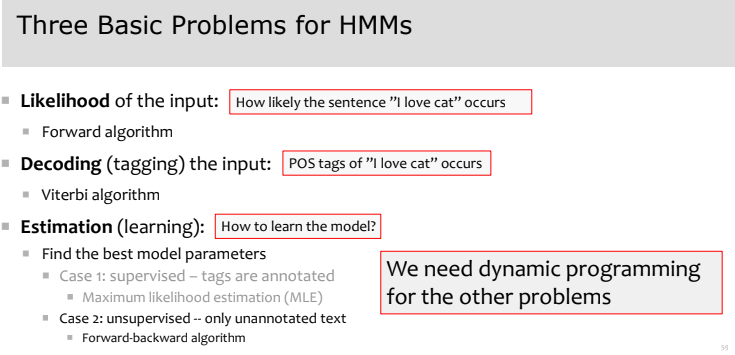 Three Basic Problems for HMMs
Likelihood of the input: How likely the sentence ”I love cat” occurs
Forward algorithm
Decoding (tagging) the input: POS tags of ”I love cat” occurs
Viterbi algorithm
Estimation (learning): How to learn the model?
Find the best model parameters
Case 1: supervised – tags are annotated
Maximum likelihood estimation (MLE)
Case 2: unsupervised -- only unannotated text
Forward-backward algorithm
We need dynamic programming
for the other problems